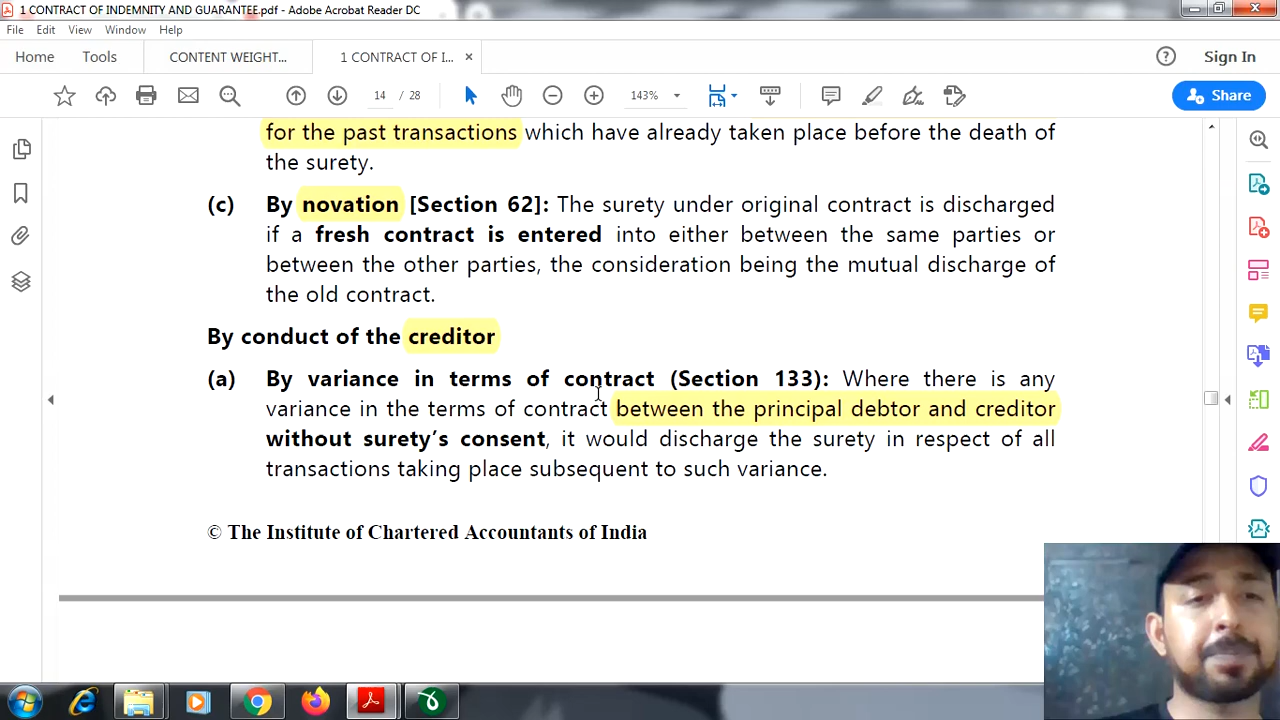 1 CONTRACT OF INDEMNITY AND GUARANTEE.pdf - Adobe Acrobat Reader DC
File Edit View Window Help
Home Tools CONTENT WEIGHT... 1 CONTRACT OF I... ×
Sign In
14 / 28
143%
Share
for the past transactions which have already taken place before the death of
the surety.
(c) By novation [Section 62]: The surety under original contract is discharged
if a fresh contract is entered into either between the same parties or
between the other parties, the consideration being the mutual discharge of
the old contract.
By conduct of the creditor
(a) By variance in terms of contract (Section 133): Where there is any
variance in the terms of contract between the principal debtor and creditor
without surety’s consent, it would discharge the surety in respect of all
transactions taking place subsequent to such variance.
© The Institute of Chartered Accountants of India